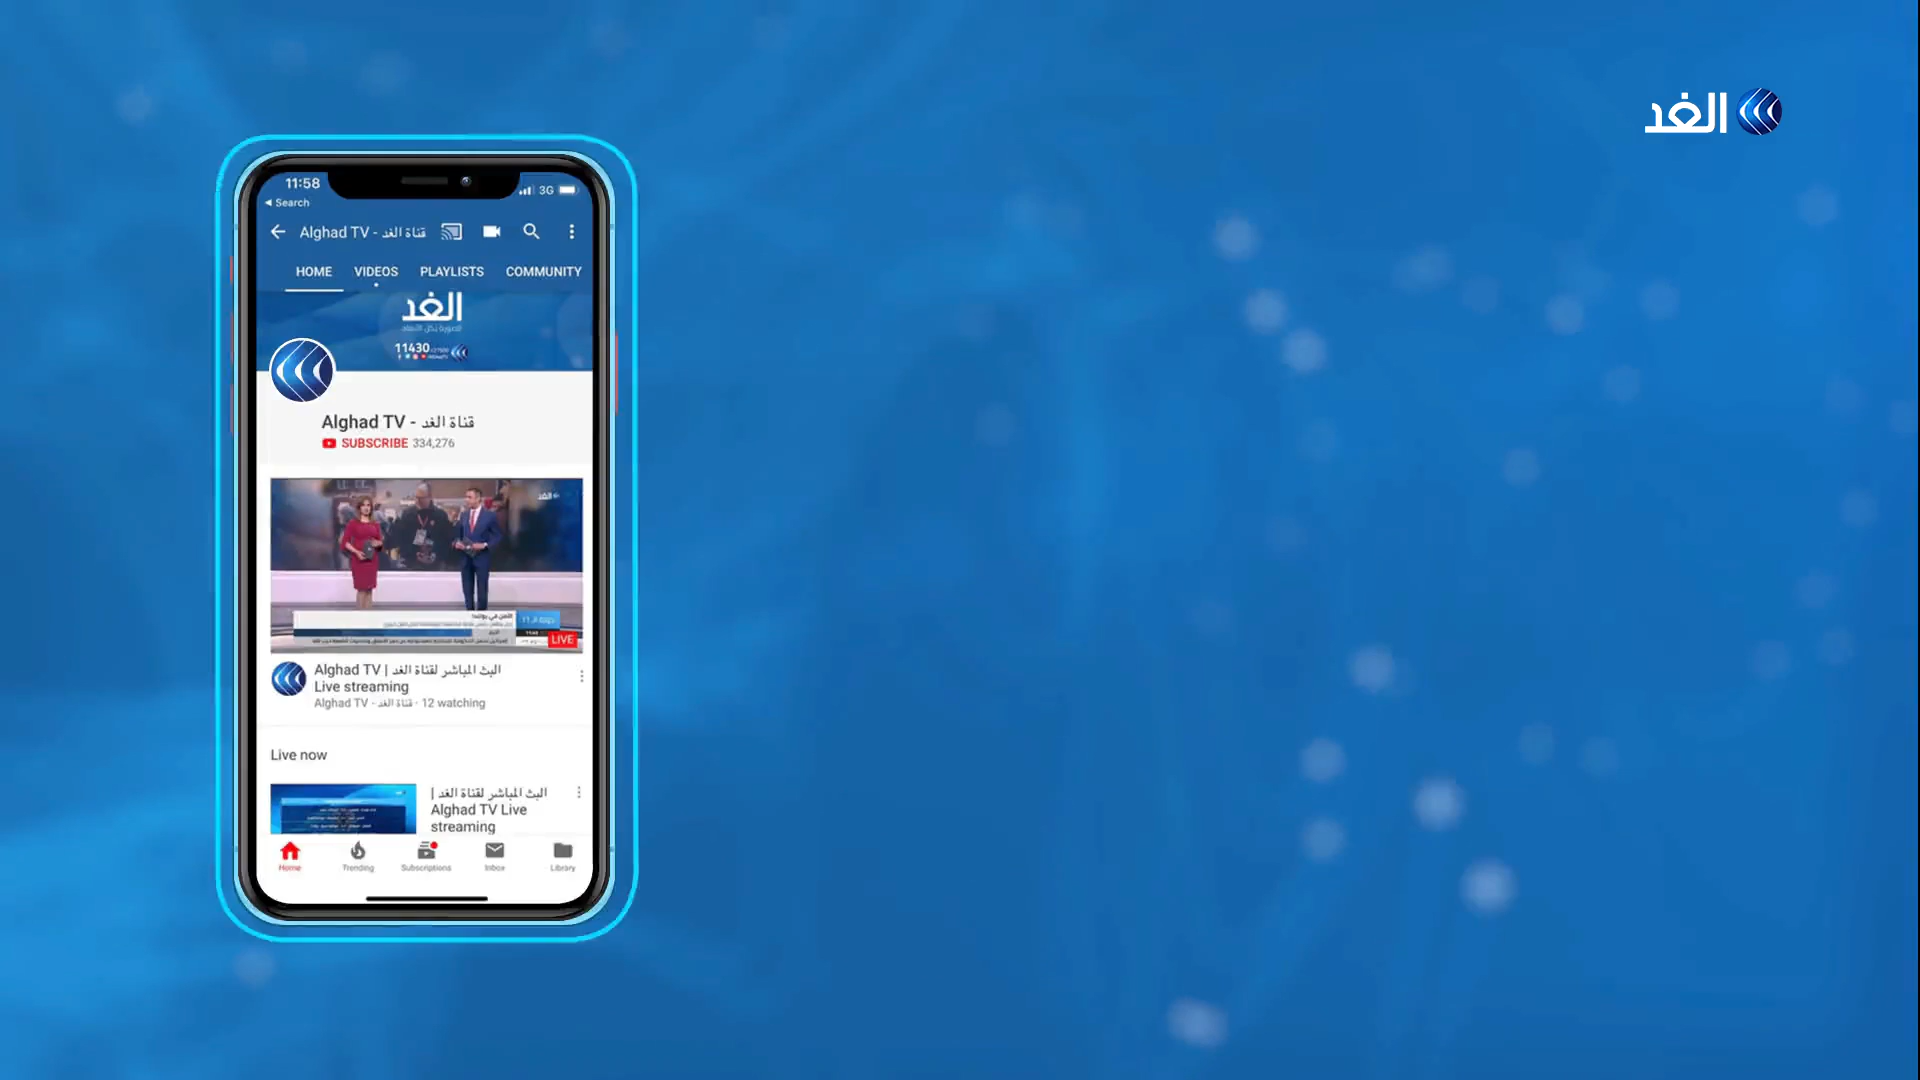 الغد
11:58
3G
Search
Alghad TV - قناة الغد
HOME VIDEOS PLAYLISTS COMMUNITY
الغد
11430
Alghad TV - قناة الغد
SUBSCRIBE 334,276
الغد
LIVE
Alghad TV | البث المباشر لقناة الغد
Live streaming
Alghad TV - قناة الغد · 12 watching
Live now
البث المباشر لقناة الغد |
Alghad TV Live
streaming
Home Trending Subscriptions Inbox Library